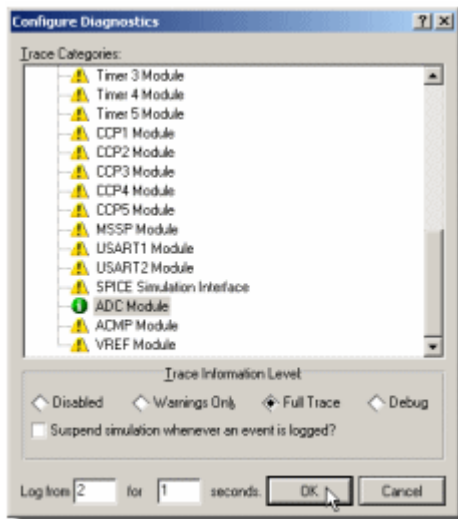 Configure Diagnostics
Trace Categories:
Timer 3 Module
Timer 4 Module
Timer 5 Module
CCP1 Module
CCP2 Module
CCP3 Module
CCP4 Module
CCP5 Module
MSSP Module
USART1 Module
USART2 Module
SPICE Simulation Interface
ADC Module
ACMP Module
VREF Module
Trace Information Level:
Disabled Warnings Only Full Trace Debug
Suspend simulation whenever an event is logged?
Log from 2 for 1 seconds. OK Cancel